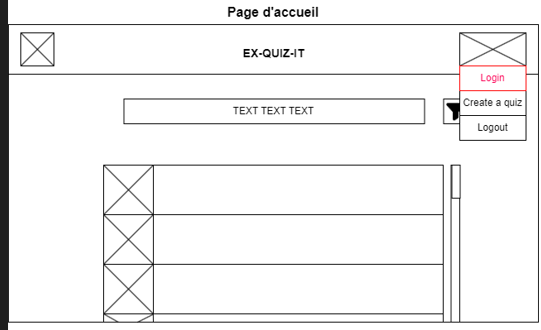 Page d'accueil
EX-QUIZ-IT
Login
TEXT TEXT TEXT
Create a quiz
Logout